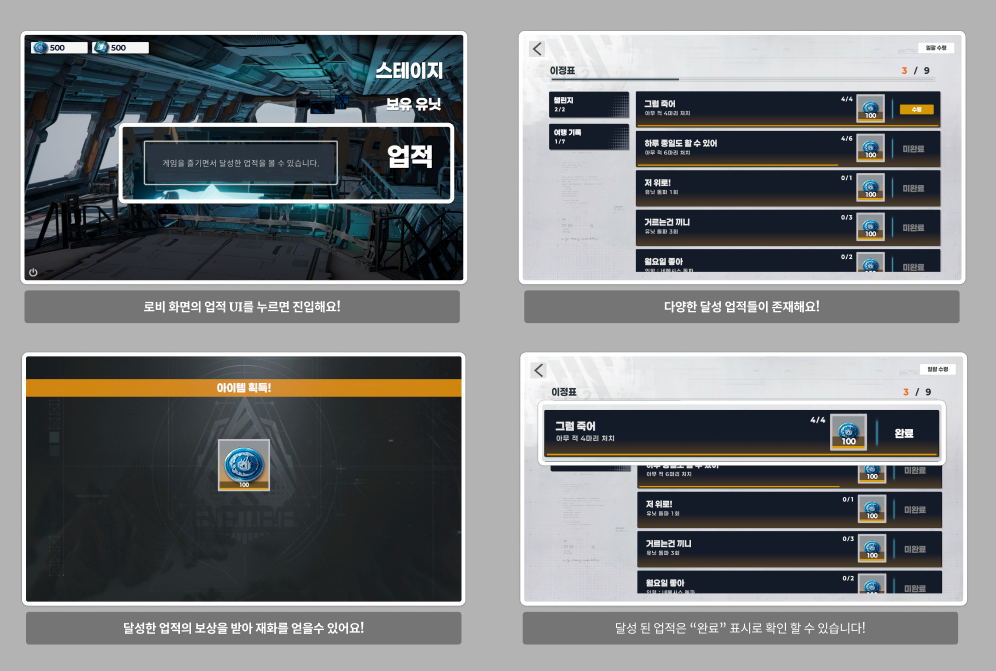 500
500
스테이지
보유 유닛
업적
게임을 즐기면서 달성한 업적을 볼 수 있습니다.
로비 화면의 업적 UI를 누르면 진입해요!
일괄 수령
이정표
3 / 9
챌린지
2/2
여행 기록
1/7
그럼 죽어
아무 적 4마리 처치
4/4
100
수령
하루 종일도 할 수 있어
아무 적 6마리 처치
4/6
100
미완료
저 위로!
유닛 돌파 1회
0/1
100
미완료
거르는건 끼니
유닛 돌파 3회
0/3
100
미완료
월요일 좋아
0/2
100
미완료
다양한 달성 업적들이 존재해요!
아이템 획득!
100
달성한 업적의 보상을 받아 재화를 얻을수 있어요!
일괄 수령
이정표
3 / 9
그럼 죽어
아무 적 4마리 처치
4/4
100
완료
아무 적 6마리 처치
100
미완료
저 위로!
유닛 돌파 1회
0/1
100
미완료
거르는건 끼니
유닛 돌파 3회
0/3
100
미완료
월요일 좋아
0/2
100
미완료
달성 된 업적은 “완료” 표시로 확인 할 수 있습니다!